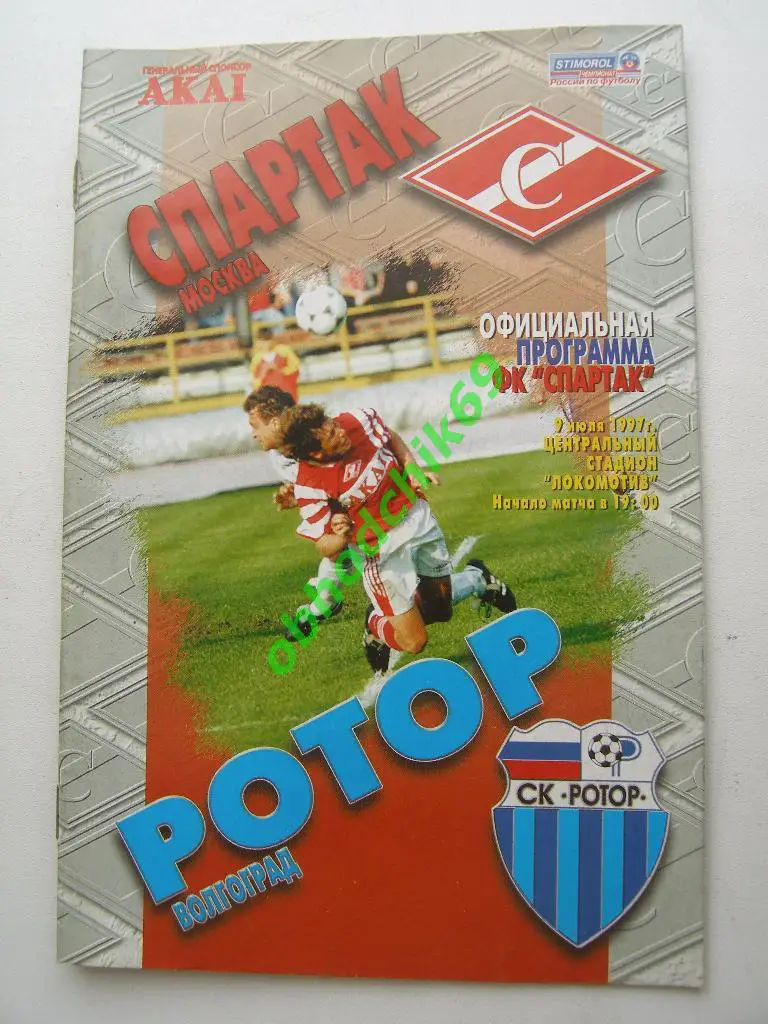 ГЕНЕРАЛЬНЫЙ СПОНСОР
AKAI
STIMOROL
ЧЕМПИОНАТ
России по футболу
СПАРТАК
МОСКВА
С
ОФИЦИАЛЬНАЯ
ПРОГРАММА
ФК "СПАРТАК"
9 июля 1997г.
ЦЕНТРАЛЬНЫЙ
СТАДИОН
"ЛОКОМОТИВ"
Начало матча в 19:00
AKAI
obhadchik69
РОТОР
ВОЛГОГРАД
СК «РОТОР»